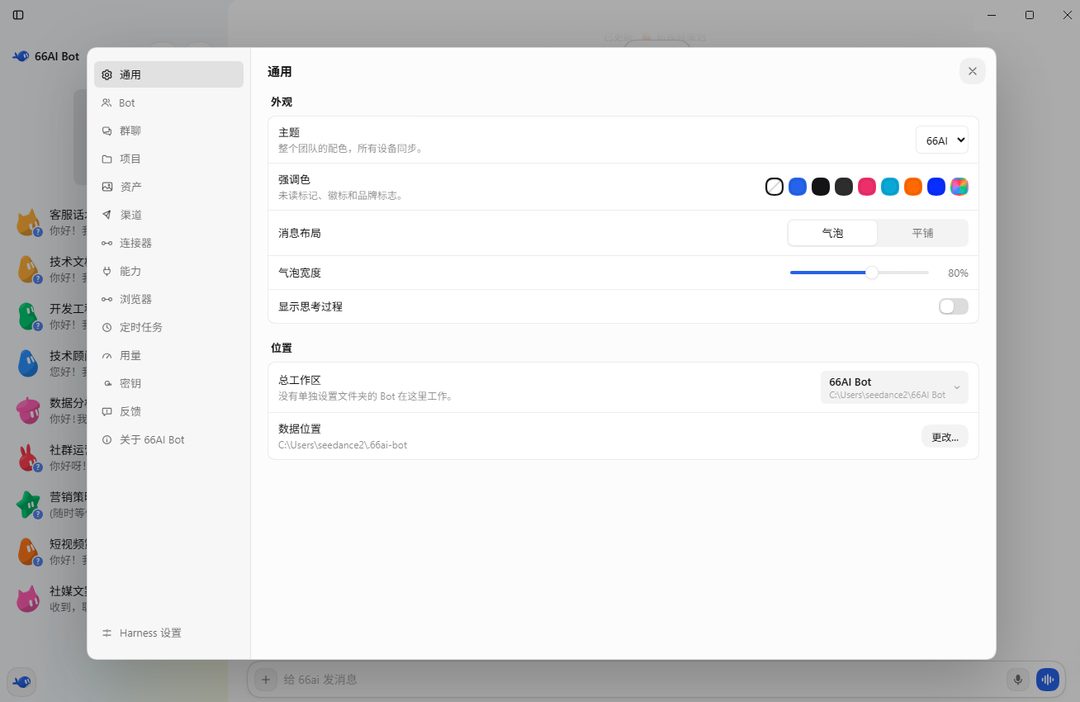 66AI Bot
客服话
你好！
技术文
你好！
开发工
你好！
技术顾
您好！
数据分
你好！
社群运
你好呀！
营销策
(随时等
短视频
你好！
社媒文
收到，
通用
Bot
群聊
项目
资产
渠道
连接器
能力
浏览器
定时任务
用量
密钥
反馈
关于 66AI Bot
Harness 设置
通用
外观
主题
整个团队的配色，所有设备同步。
66AI
强调色
未读标记、徽标和品牌标志。
消息布局
气泡
平铺
气泡宽度
80%
显示思考过程
位置
总工作区
没有单独设置文件夹的 Bot 在这里工作。
66AI Bot
C:\Users\seedance2\66AI Bot
数据位置
C:\Users\seedance2\.66ai-bot
更改...
给 66ai 发消息